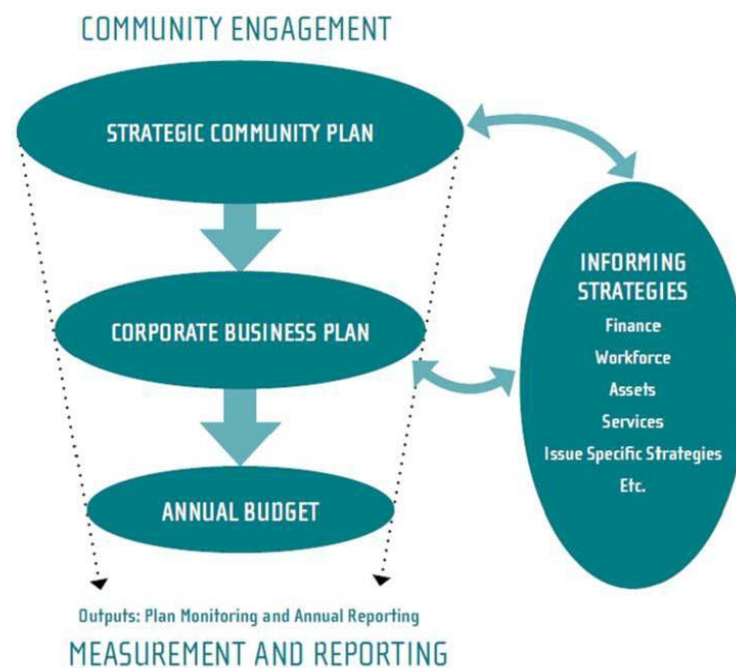 COMMUNITY ENGAGEMENT
STRATEGIC COMMUNITY PLAN
CORPORATE BUSINESS PLAN
ANNUAL BUDGET
INFORMING
STRATEGIES
Finance
Workforce
Assets
Services
Issue Specific Strategies
Etc.
Outputs: Plan Monitoring and Annual Reporting
MEASUREMENT AND REPORTING